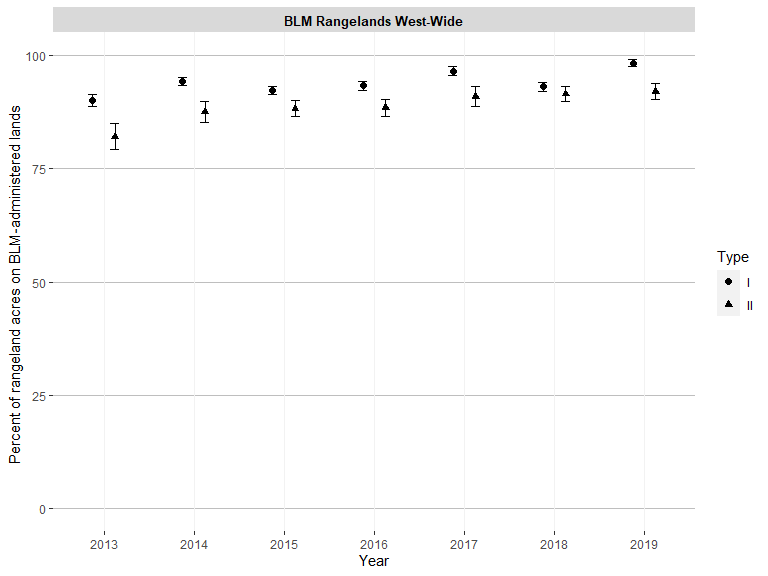 BLM Rangelands West-Wide
Percent of rangeland acres on BLM-administered lands
100
75
50
25
0
2013 2014 2015 2016 2017 2018 2019
Year
Type
I
II